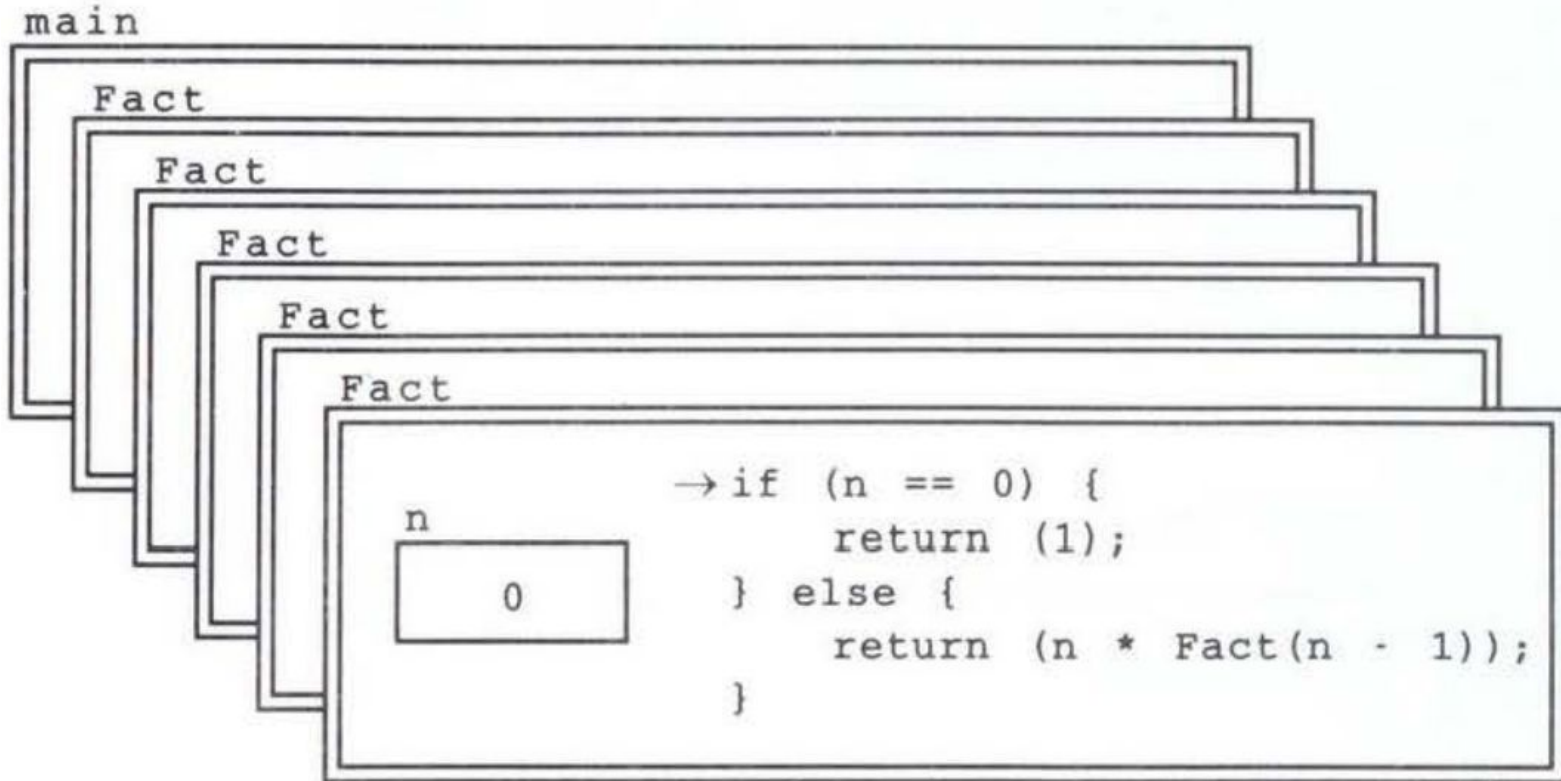 main
Fact
Fact
Fact
Fact
Fact
n
0
→if (n == 0) {
return (1);
} else {
return (n * Fact(n - 1));
}